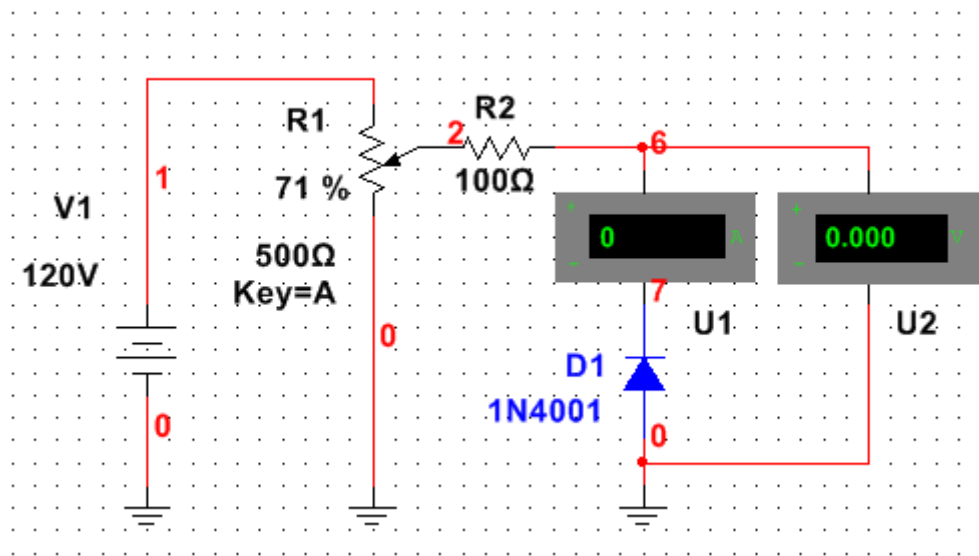 R1
71 %
500Ω
Key=A
V1
120V
1
0
0
2
R2
100Ω
6
+
0
A
-
7
U1
+
0.000
V
-
U2
D1
1N4001
0